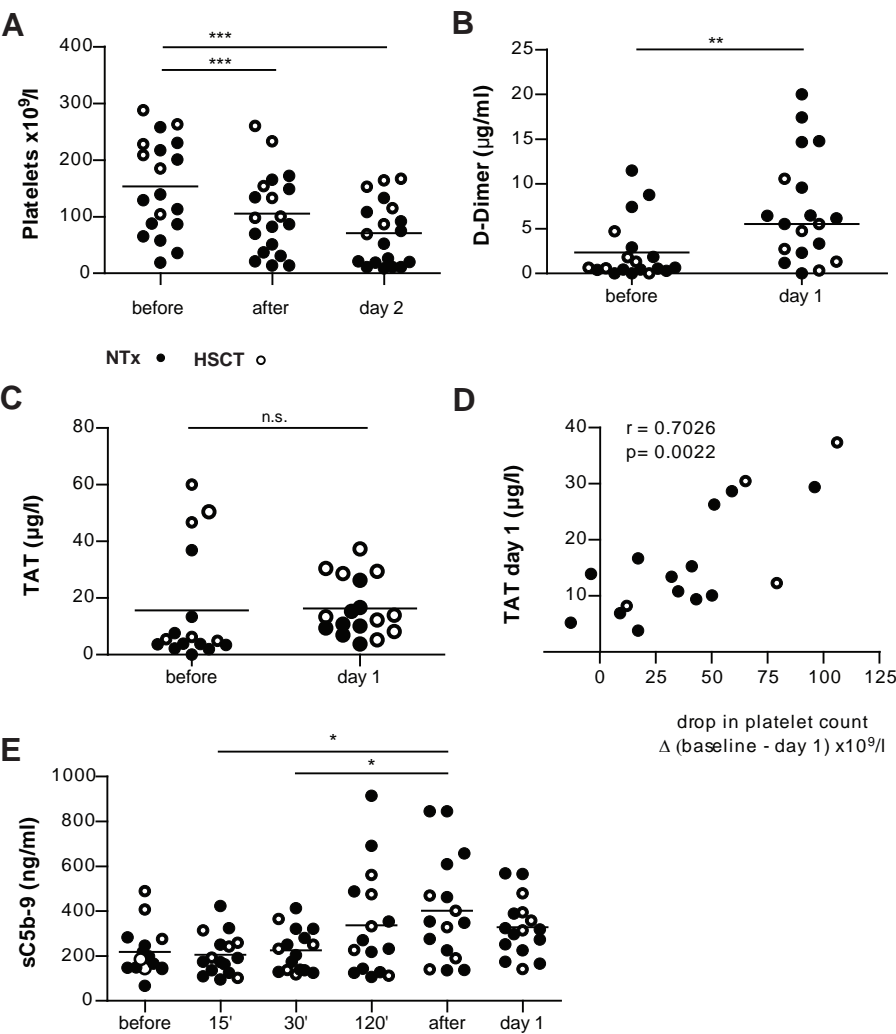 A
Platelets x10⁹/l
400
300
200
100
0
***
***
before after day 2
B
D-Dimer (µg/ml)
25
20
15
10
5
0
**
before day 1
NTx ● HSCT ○
C
TAT (µg/l)
80
60
40
20
0
n.s.
before day 1
D
TAT day 1 (µg/l)
40
30
20
10
r = 0.7026
p= 0.0022
0 25 50 75 100 125
drop in platelet count
Δ (baseline - day 1) x10⁹/l
E
sC5b-9 (ng/ml)
1000
800
600
400
200
0
*
*
before 15' 30' 120' after day 1